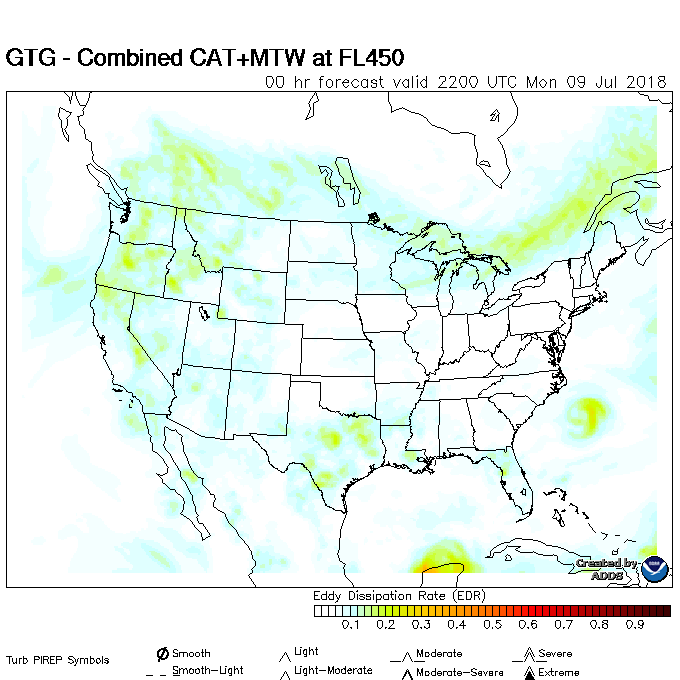 GTG - Combined CAT+MTW at FL450
00 hr forecast valid 2200 UTC Mon 09 Jul 2018
Created by
ADDS
Eddy Dissipation Rate (EDR)
0.1 0.2 0.3 0.4 0.5 0.6 0.7 0.8 0.9
Turb PIREP Symbols
Smooth
Light
Moderate
Severe
Smooth-Light
Light-Moderate
Moderate-Severe
Extreme